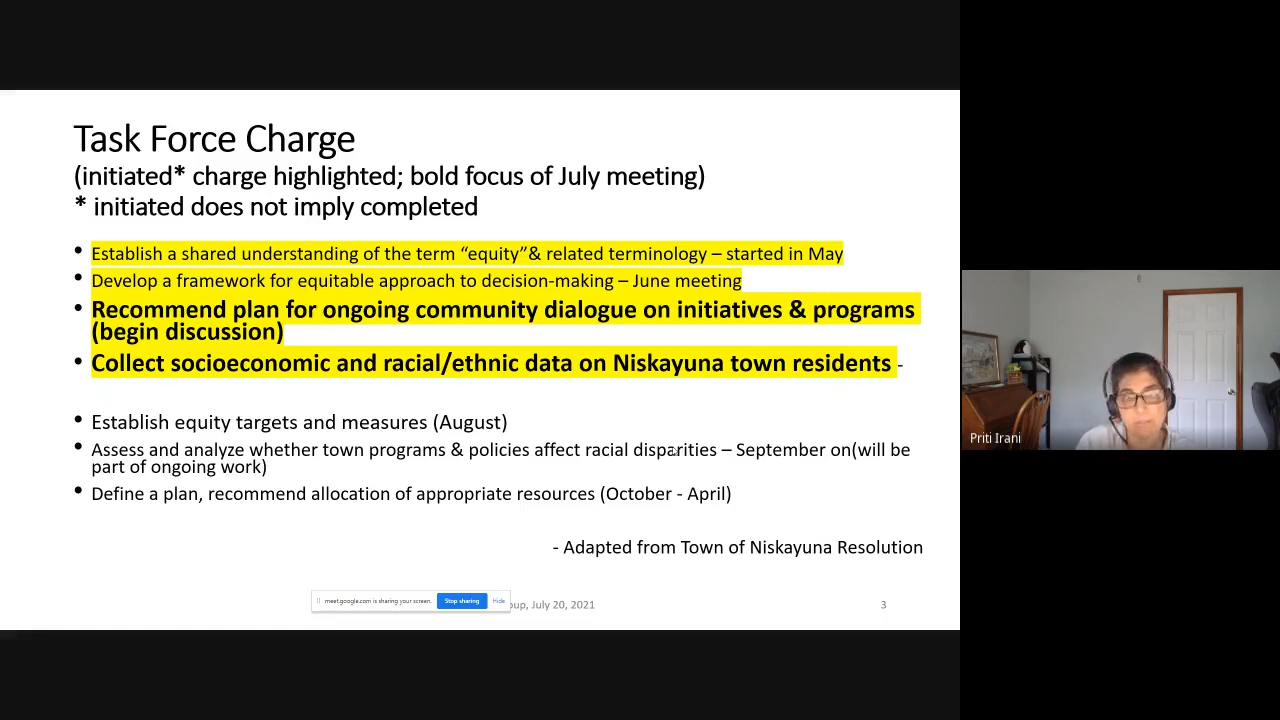 Task Force Charge
(initiated* charge highlighted; bold focus of July meeting)
* initiated does not imply completed
• Establish a shared understanding of the term “equity”& related terminology – started in May
• Develop a framework for equitable approach to decision-making – June meeting
• Recommend plan for ongoing community dialogue on initiatives & programs
(begin discussion)
• Collect socioeconomic and racial/ethnic data on Niskayuna town residents -
• Establish equity targets and measures (August)
• Assess and analyze whether town programs & policies affect racial disparities – September on(will be
part of ongoing work)
• Define a plan, recommend allocation of appropriate resources (October - April)
- Adapted from Town of Niskayuna Resolution
meet.google.com is sharing your screen. Stop sharing Hide
oup, July 20, 2021
3
Priti Irani